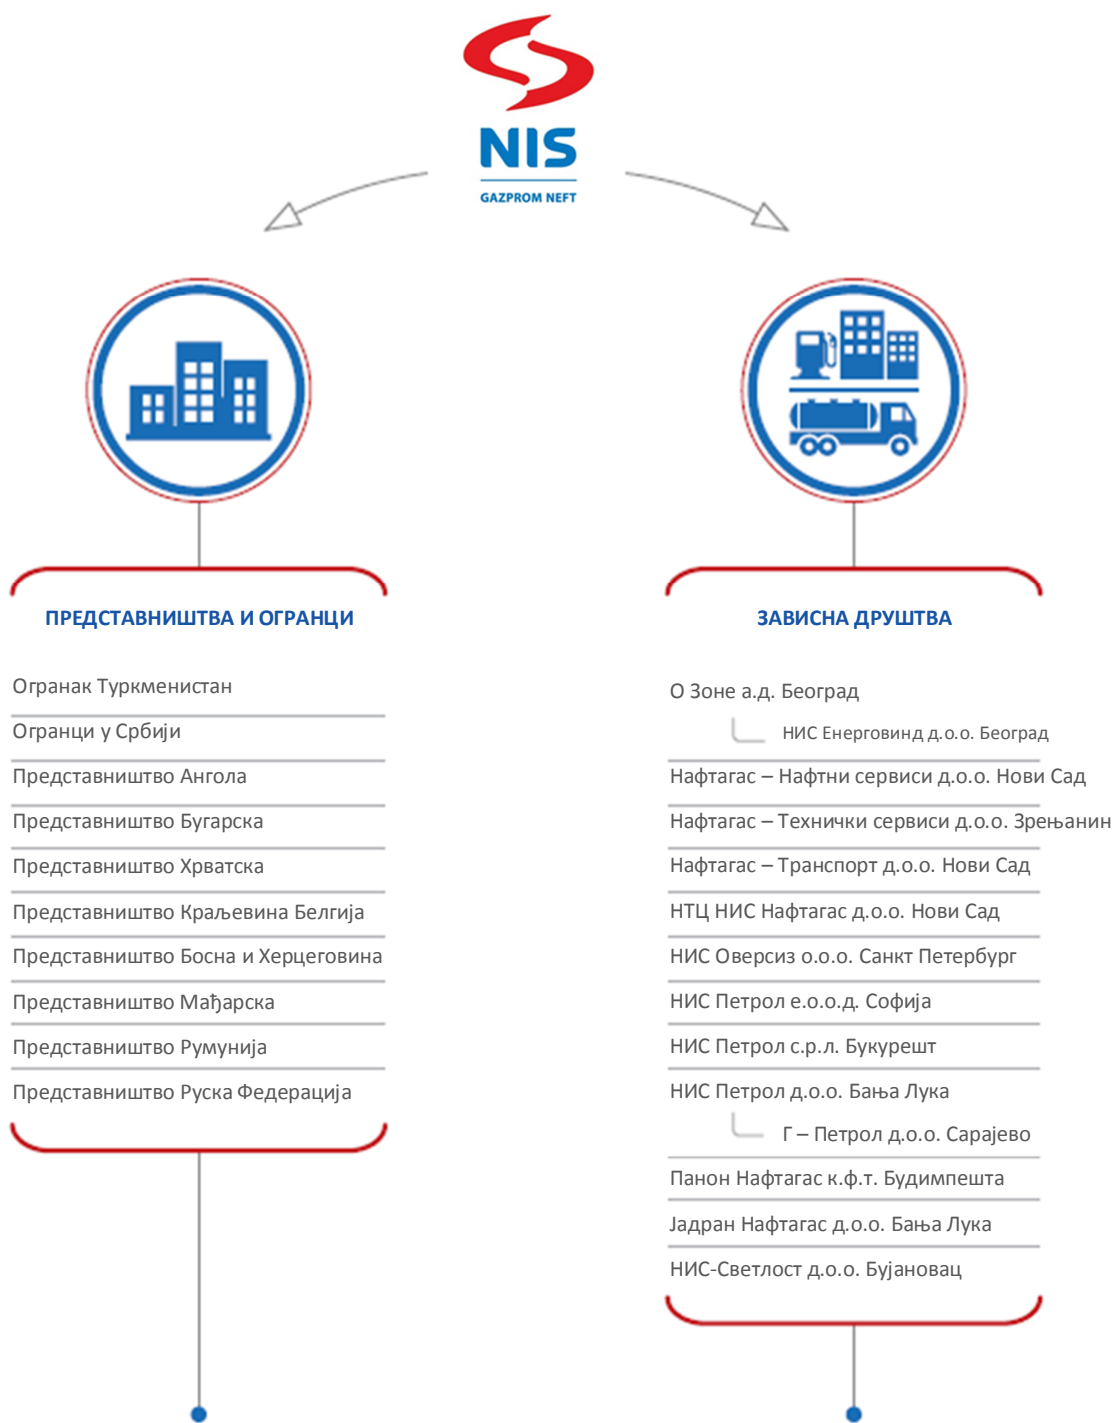 NIS
GAZPROM NEFT
ПРЕДСТАВНИШТВА И ОГРАНЦИ
Огранак Туркменистан
Огранци у Србији
Представништво Ангола
Представништво Бугарска
Представништво Хрватска
Представништво Краљевина Белгија
Представништво Босна и Херцеговина
Представништво Мађарска
Представништво Румунија
Представништво Руска Федерација
ЗАВИСНА ДРУШТВА
О Зоне а.д. Београд
НИС Енерговинд д.о.о. Београд
Нафтагас – Нафтни сервиси д.о.о. Нови Сад
Нафтагас – Технички сервиси д.о.о. Зрењанин
Нафтагас – Транспорт д.о.о. Нови Сад
НТЦ НИС Нафтагас д.о.о. Нови Сад
НИС Оверсиз о.о.о. Санкт Петербург
НИС Петрол е.о.о.д. Софија
НИС Петрол с.р.л. Букурешт
НИС Петрол д.о.о. Бања Лука
Г – Петрол д.о.о. Сарајево
Панон Нафтагас к.ф.т. Будимпешта
Јадран Нафтагас д.о.о. Бања Лука
НИС-Светлост д.о.о. Бујановац